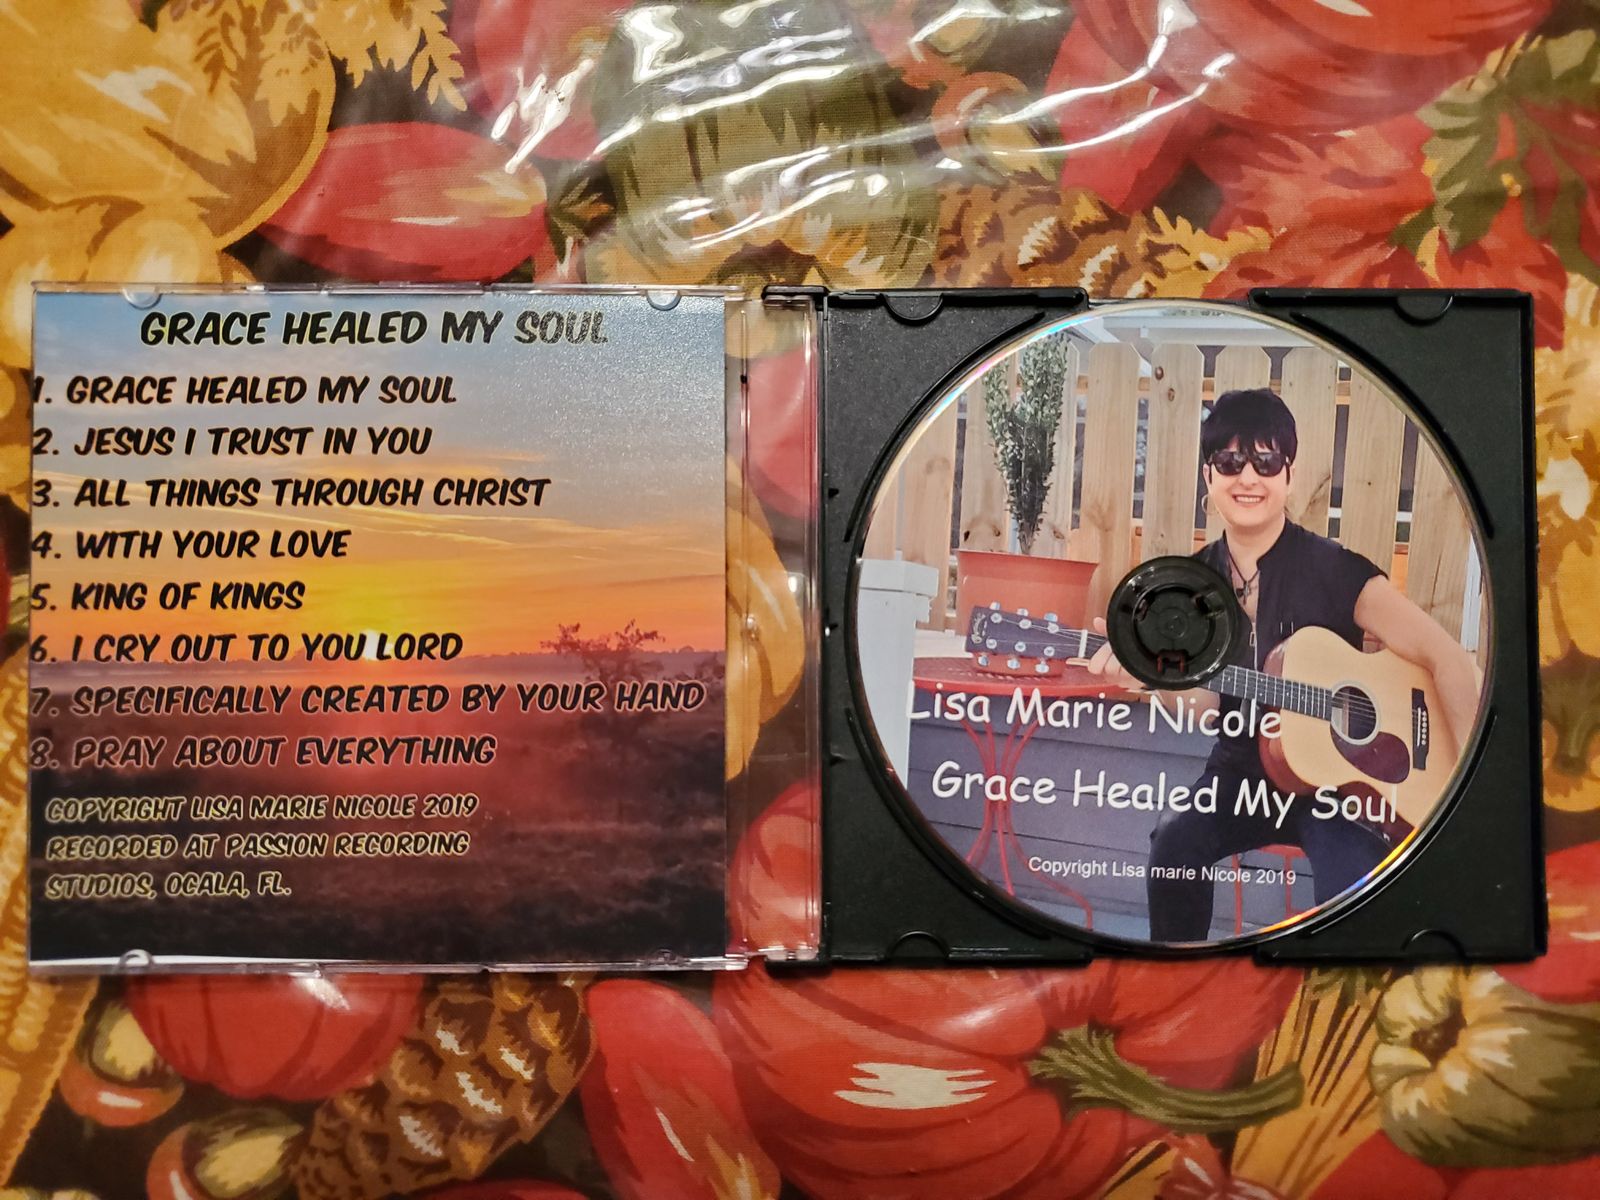 GRACE HEALED MY SOUL
1. GRACE HEALED MY SOUL
2. JESUS I TRUST IN YOU
3. ALL THINGS THROUGH CHRIST
4. WITH YOUR LOVE
5. KING OF KINGS
6. I CRY OUT TO YOU LORD
7. SPECIFICALLY CREATED BY YOUR HAND
8. PRAY ABOUT EVERYTHING
COPYRIGHT LISA MARIE NICOLE 2019
RECORDED AT PASSION RECORDING
STUDIOS, OCALA, FL.
Lisa Marie Nicole
Grace Healed My Soul
Copyright Lisa marie Nicole 2019